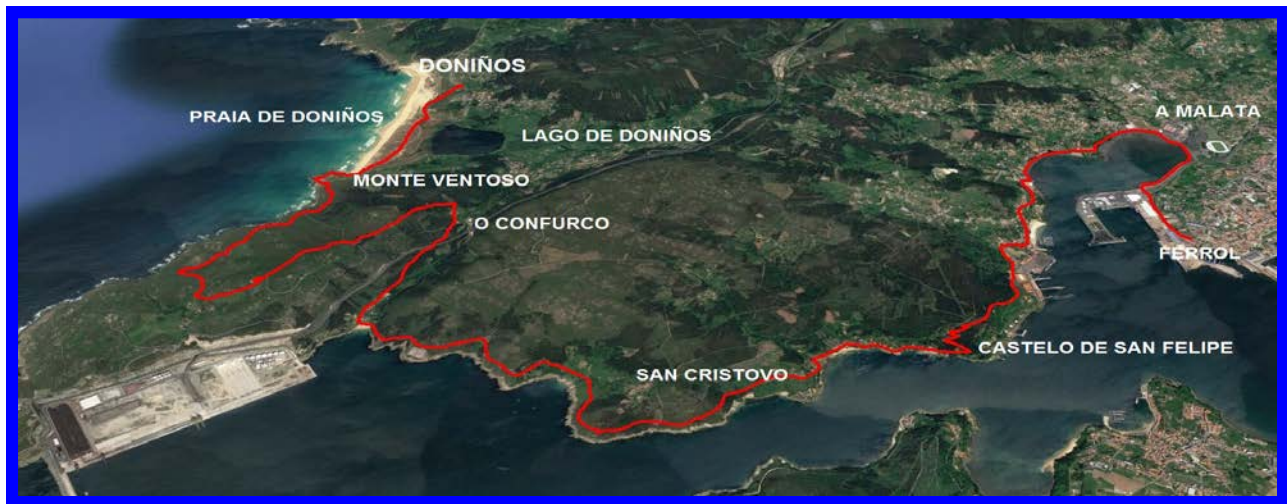 DONIÑOS
PRAIA DE DONIÑOS
A MALATA
LAGO DE DONIÑOS
MONTE VENTOSO
O CONFURCO
FERROL
CASTELO DE SAN FELIPE
SAN CRISTOVO